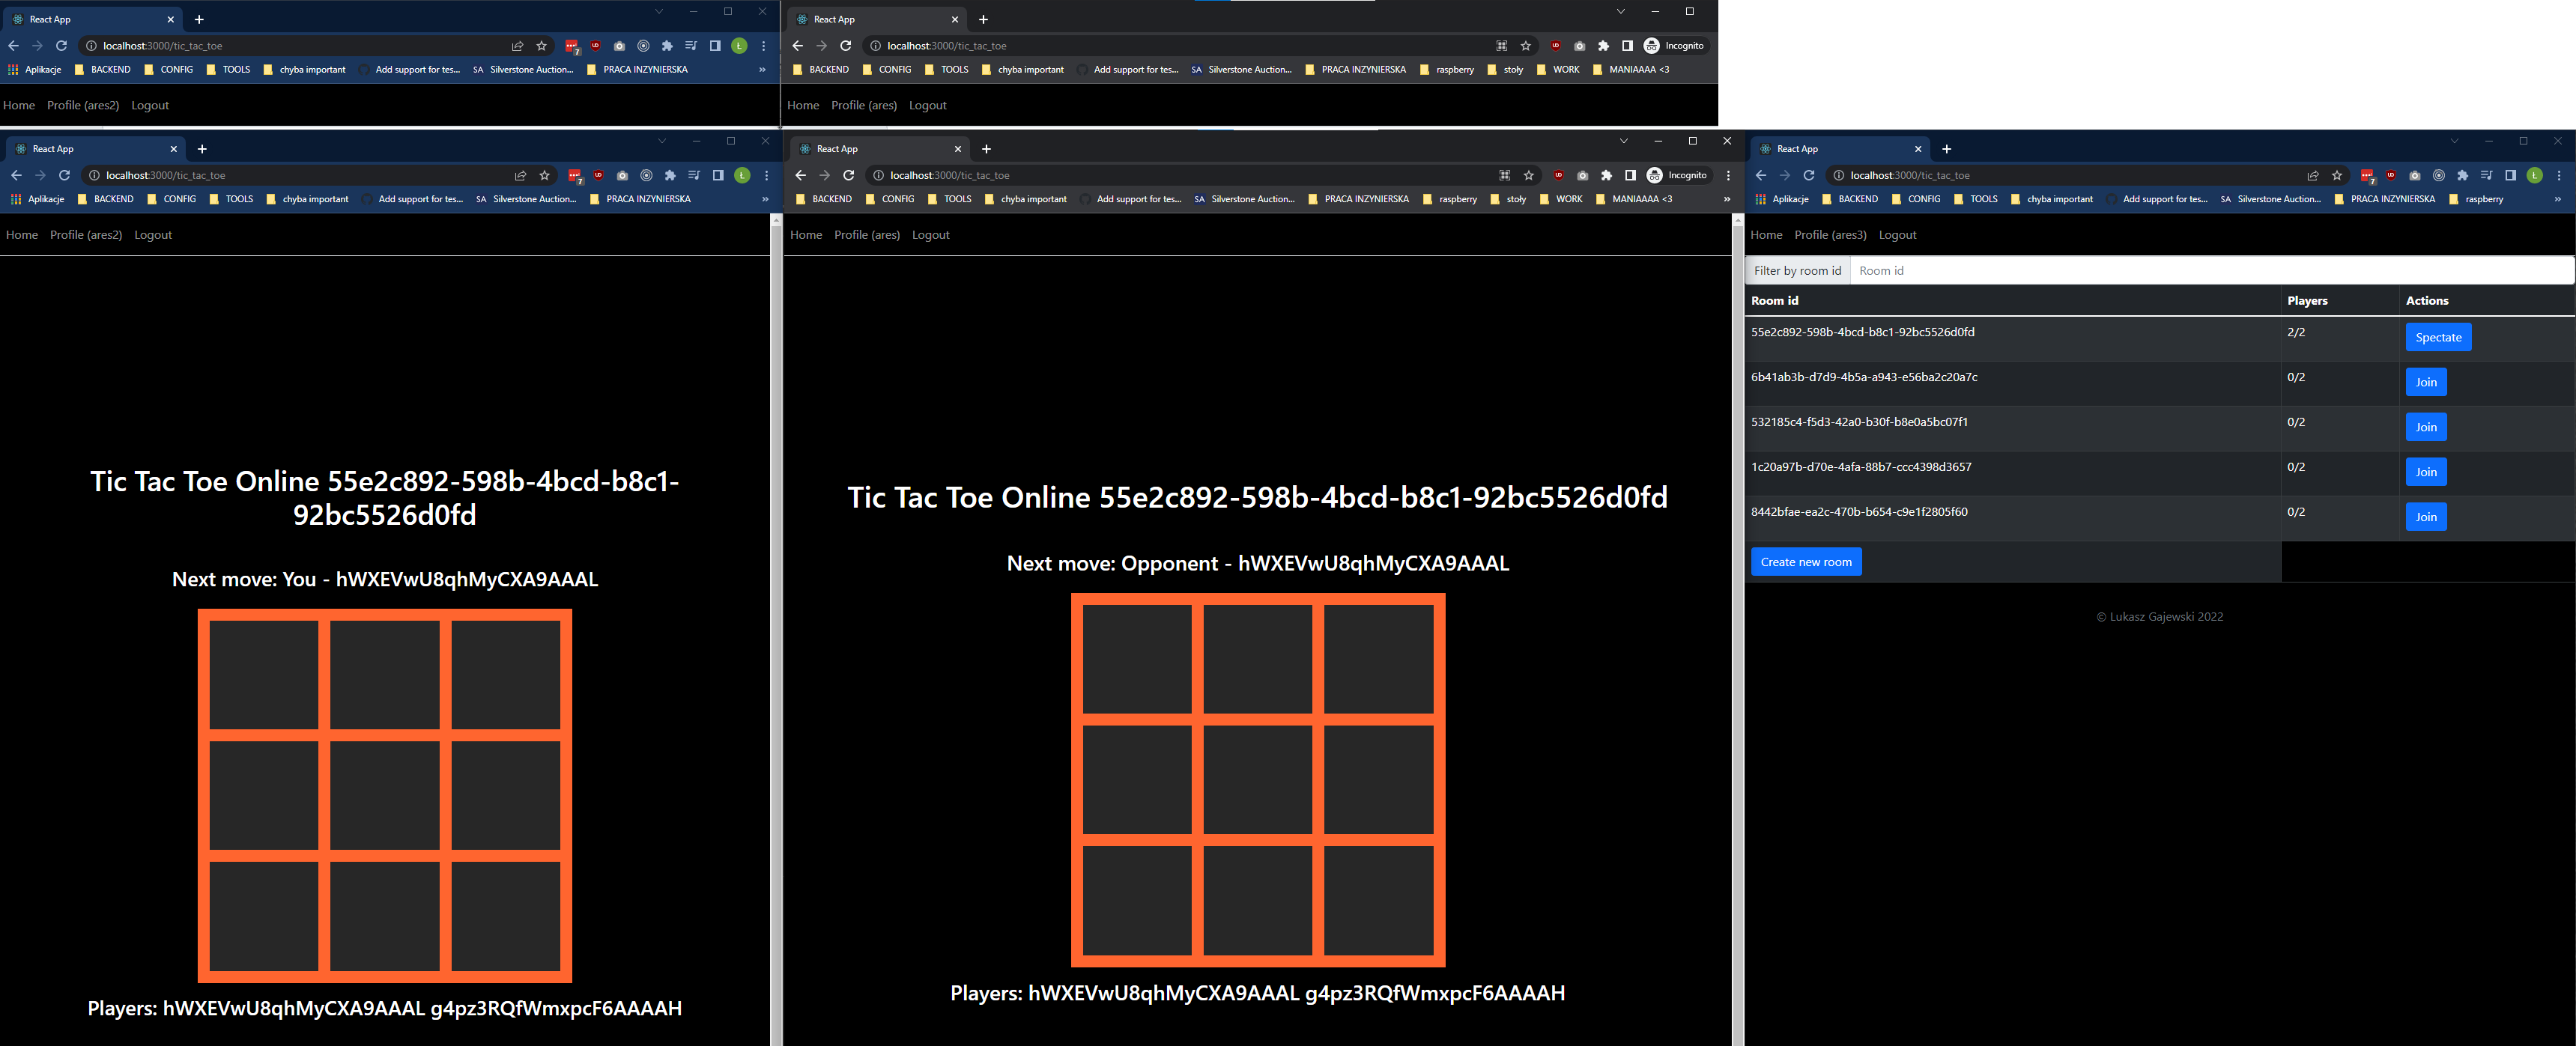 React App
localhost:3000/tic_tac_toe
7
Aplikacje BACKEND CONFIG TOOLS chyba important Add support for tes... SA Silverstone Auction... PRACA INZYNIERSKA »
Home Profile (ares2) Logout
React App
localhost:3000/tic_tac_toe Incognito
BACKEND CONFIG TOOLS chyba important Add support for tes... SA Silverstone Auction... PRACA INZYNIERSKA raspberry stoły WORK MANIAAAA <3
Home Profile (ares) Logout
React App
localhost:3000/tic_tac_toe
7
Ł
Aplikacje BACKEND CONFIG TOOLS chyba important Add support for tes... SA Silverstone Auction... PRACA INZYNIERSKA »
Home Profile (ares2) Logout
Tic Tac Toe Online 55e2c892-598b-4bcd-b8c1-
92bc5526d0fd
Next move: You - hWXEVwU8qhMyCXA9AAAL
Players: hWXEVwU8qhMyCXA9AAAL g4pz3RQfWmxpcF6AAAAH
React App
localhost:3000/tic_tac_toe Incognito
BACKEND CONFIG TOOLS chyba important Add support for tes... SA Silverstone Auction... PRACA INZYNIERSKA raspberry stoły WORK MANIAAAA <3 »
Home Profile (ares) Logout
Tic Tac Toe Online 55e2c892-598b-4bcd-b8c1-92bc5526d0fd
Next move: Opponent - hWXEVwU8qhMyCXA9AAAL
Players: hWXEVwU8qhMyCXA9AAAL g4pz3RQfWmxpcF6AAAAH
React App
localhost:3000/tic_tac_toe
7
Ł
Aplikacje BACKEND CONFIG TOOLS chyba important Add support for tes... SA Silverstone Auction... PRACA INZYNIERSKA raspberry »
Home Profile (ares3) Logout
Filter by room id Room id
Room id Players Actions
55e2c892-598b-4bcd-b8c1-92bc5526d0fd 2/2 Spectate
6b41ab3b-d7d9-4b5a-a943-e56ba2c20a7c 0/2 Join
532185c4-f5d3-42a0-b30f-b8e0a5bc07f1 0/2 Join
1c20a97b-d70e-4afa-88b7-ccc4398d3657 0/2 Join
8442bfae-ea2c-470b-b654-c9e1f2805f60 0/2 Join
Create new room
© Lukasz Gajewski 2022